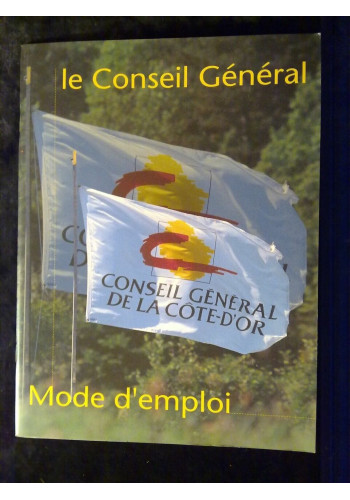 le Conseil Général
CONSEIL GÉNÉRAL
DE LA CÔTE-D'OR
Mode d'emploi